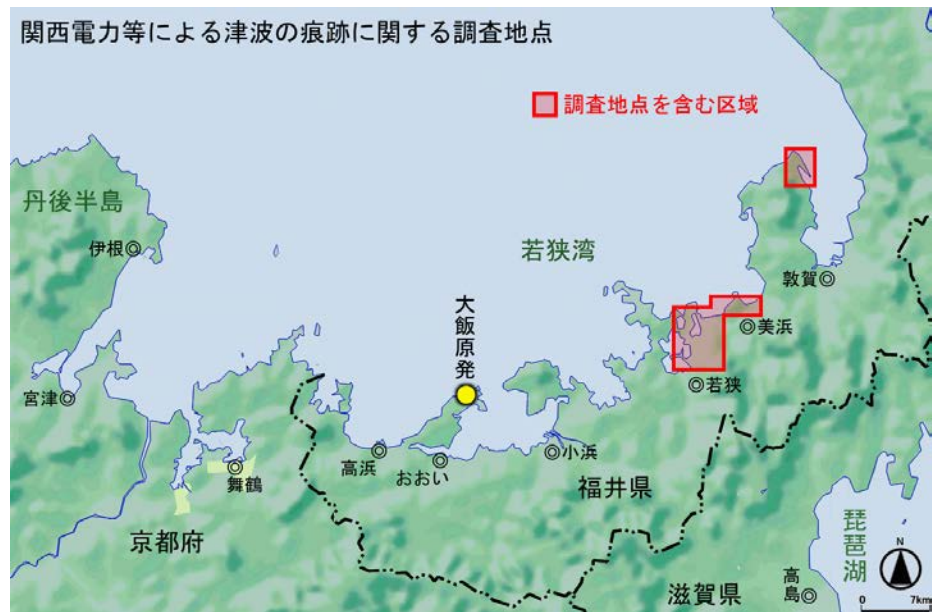 関西電力等による津波の痕跡に関する調査地点
調査地点を含む区域
丹後半島
伊根
若狭湾
敦賀
大飯原発
美浜
若狭
宮津
高浜
おおい
小浜
舞鶴
福井県
京都府
琵琶湖
滋賀県
高島
N
0 7km